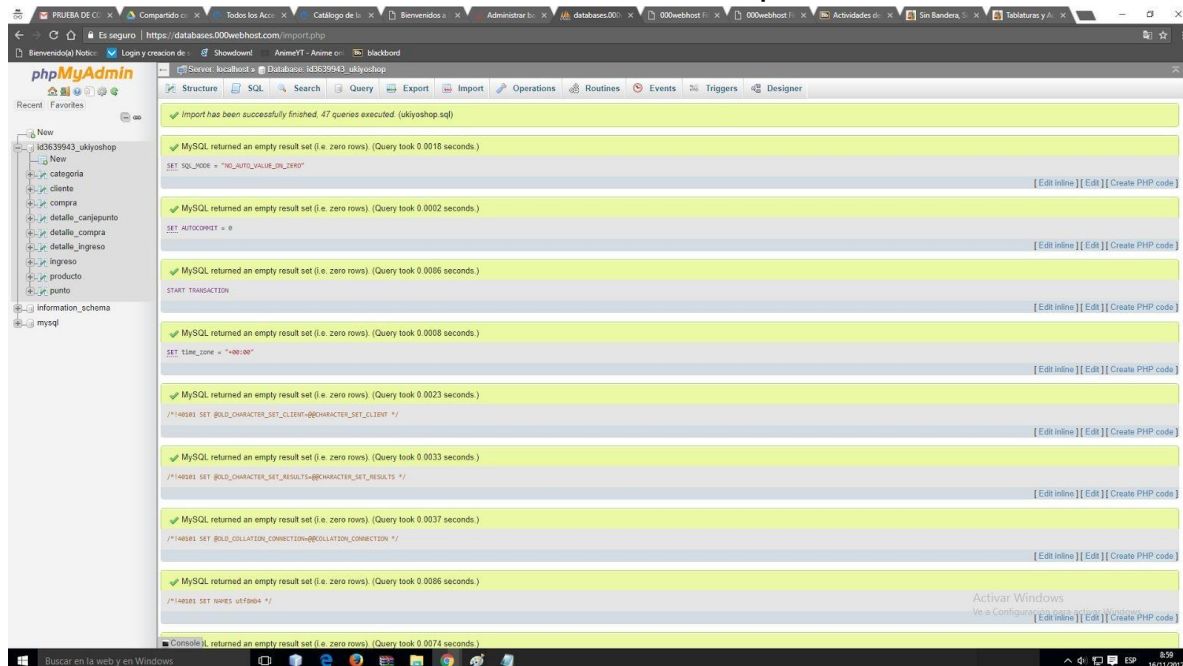 PRUEBA DE CC
Compartido co
Todos los Acce
Catálogo de la
Bienvenido a
Administrar ba
databases.000
000webhost Fi
000webhost Fi
Actividades de
Sin Bandera, S
Tablaturas y A
Es seguro | https://databases.000webhost.com/import.php
Bienvenido(a) Notice
Login y creacion de s
Showdown!
AnimeYT - Anime on
blackbord
phpMyAdmin
Recent Favorites
New
id3639943_ukiyoshop
New
categoria
cliente
compra
detalle_canjepunto
detalle_compra
detalle_ingreso
ingreso
producto
punto
information_schema
mysql
Server: localhost » Database: id3639943_ukiyoshop
Structure SQL Search Query Export Import Operations Routines Events Triggers Designer
Import has been successfully finished, 47 queries executed. (ukiyoshop.sql)
MySQL returned an empty result set (i.e. zero rows). (Query took 0.0018 seconds.)
SET SQL_MODE = "NO_AUTO_VALUE_ON_ZERO"
[ Edit inline ] [ Edit ] [ Create PHP code ]
MySQL returned an empty result set (i.e. zero rows). (Query took 0.0002 seconds.)
SET AUTOCOMMIT = 0
[ Edit inline ] [ Edit ] [ Create PHP code ]
MySQL returned an empty result set (i.e. zero rows). (Query took 0.0086 seconds.)
START TRANSACTION
[ Edit inline ] [ Edit ] [ Create PHP code ]
MySQL returned an empty result set (i.e. zero rows). (Query took 0.0008 seconds.)
SET time_zone = "+00:00"
[ Edit inline ] [ Edit ] [ Create PHP code ]
MySQL returned an empty result set (i.e. zero rows). (Query took 0.0023 seconds.)
/*!40101 SET @OLD_CHARACTER_SET_CLIENT=@@CHARACTER_SET_CLIENT */
[ Edit inline ] [ Edit ] [ Create PHP code ]
MySQL returned an empty result set (i.e. zero rows). (Query took 0.0033 seconds.)
/*!40101 SET @OLD_CHARACTER_SET_RESULTS=@@CHARACTER_SET_RESULTS */
[ Edit inline ] [ Edit ] [ Create PHP code ]
MySQL returned an empty result set (i.e. zero rows). (Query took 0.0037 seconds.)
/*!40101 SET @OLD_COLLATION_CONNECTION=@@COLLATION_CONNECTION */
[ Edit inline ] [ Edit ] [ Create PHP code ]
MySQL returned an empty result set (i.e. zero rows). (Query took 0.0086 seconds.)
/*!40101 SET NAMES utf8mb4 */
Activar Windows
Ve a Configuración para activar Windows.
[ Edit inline ] [ Edit ] [ Create PHP code ]
Console
L returned an empty result set (i.e. zero rows). (Query took 0.0074 seconds.)
Buscar en la web y en Windows
ESP
8:59
16/11/201